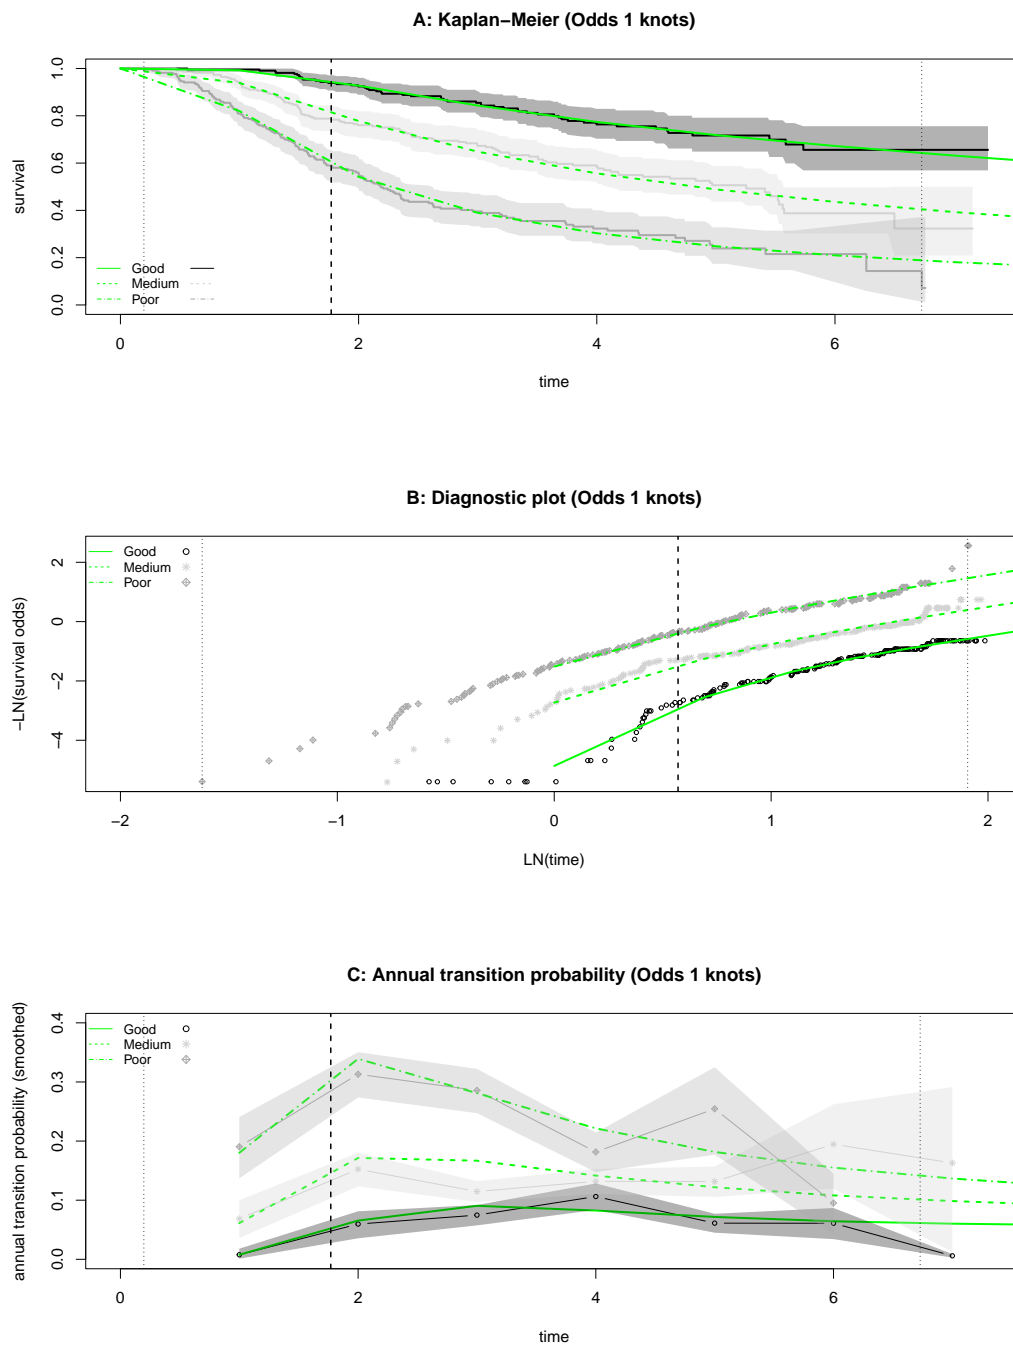 A: Kaplan−Meier (Odds 1 knots)
survival
1.0
0.8
0.6
0.4
0.2
0.0
Good
Medium
Poor
0 2 4 6
time
B: Diagnostic plot (Odds 1 knots)
−LN(survival odds)
2
0
−2
−4
Good
Medium
Poor
−2 −1 0 1 2
LN(time)
C: Annual transition probability (Odds 1 knots)
annual transition probability (smoothed)
0.4
0.3
0.2
0.1
0.0
Good
Medium
Poor
0 2 4 6
time